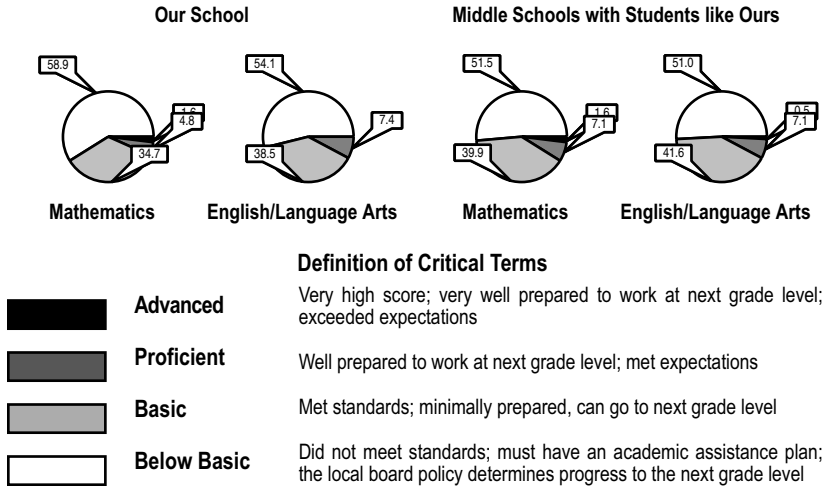 Our School
Middle Schools with Students like Ours
58.9
1.6
4.8
34.7
54.1
7.4
38.5
51.5
1.6
7.1
39.9
51.0
0.5
7.1
41.6
Mathematics
English/Language Arts
Mathematics
English/Language Arts
Definition of Critical Terms
Advanced
Very high score; very well prepared to work at next grade level;
exceeded expectations
Proficient
Well prepared to work at next grade level; met expectations
Basic
Met standards; minimally prepared, can go to next grade level
Below Basic
Did not meet standards; must have an academic assistance plan;
the local board policy determines progress to the next grade level